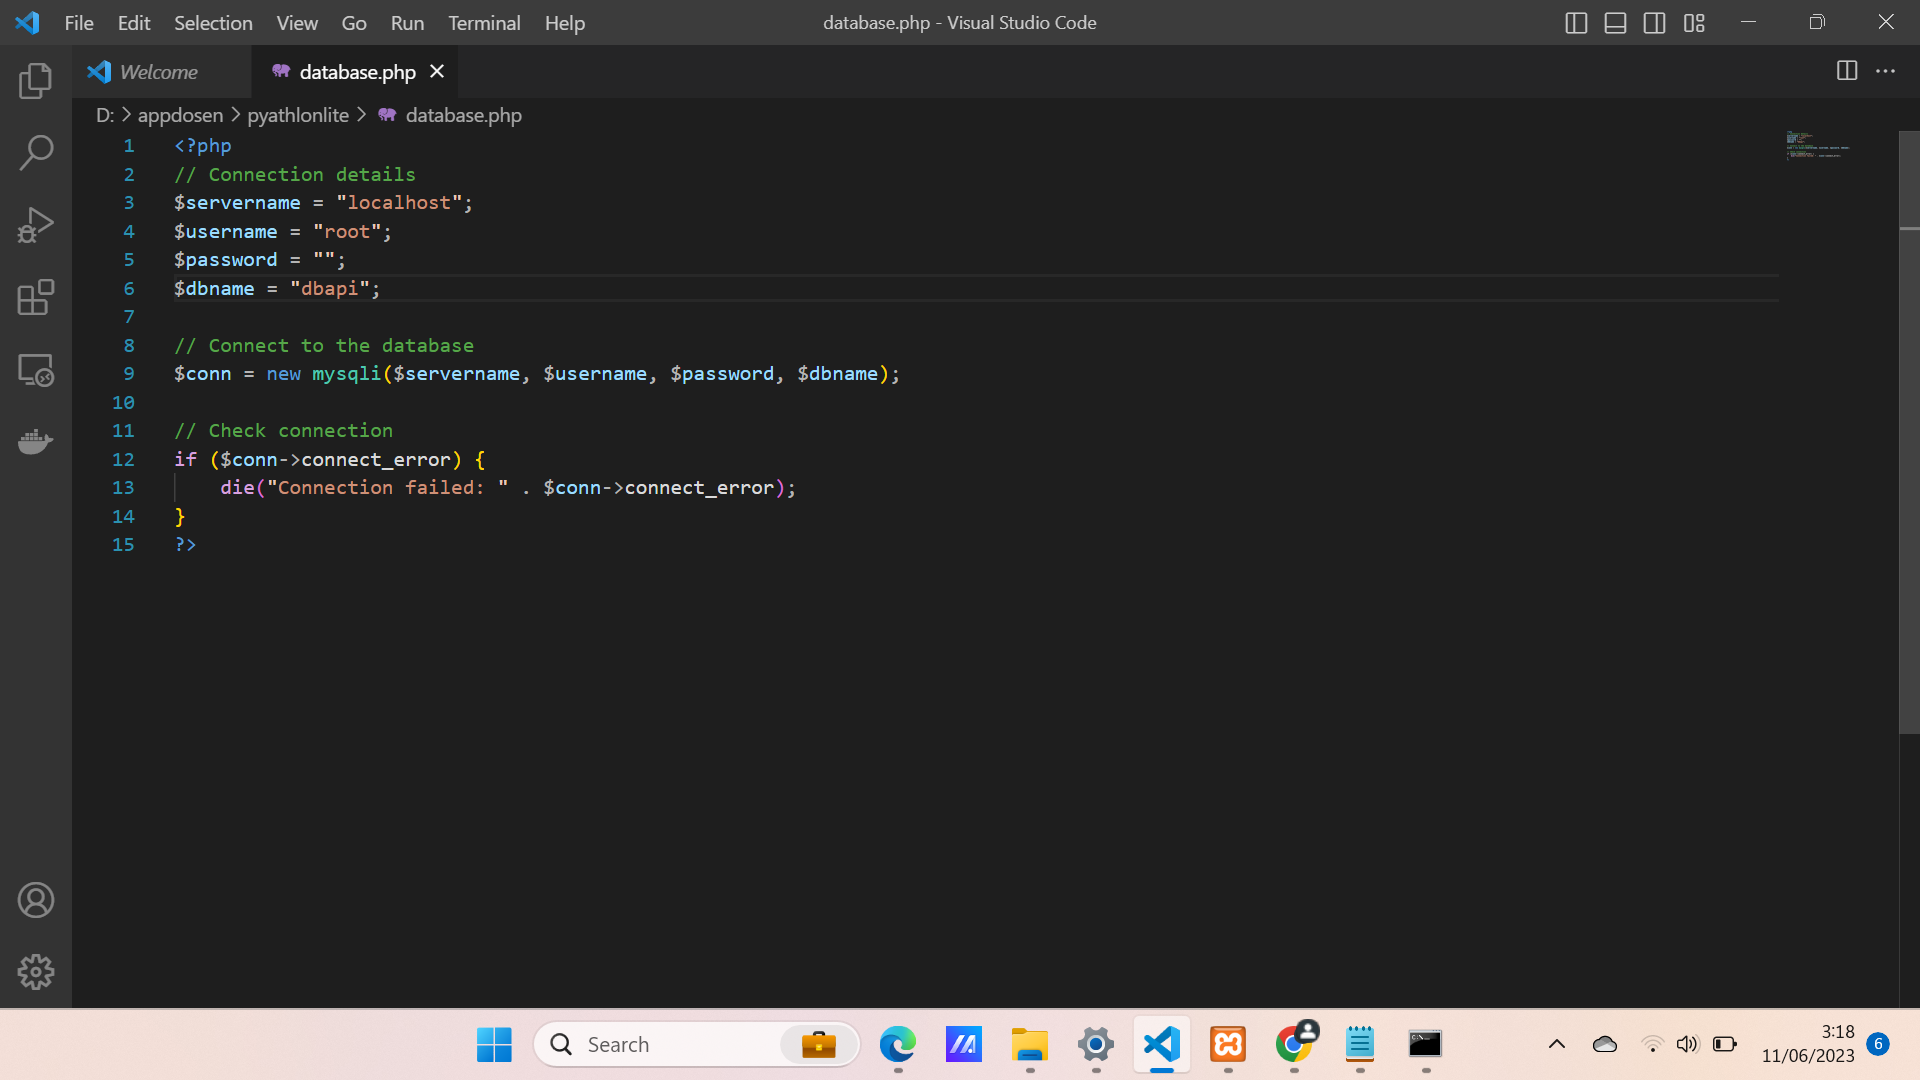 File Edit Selection View Go Run Terminal Help
database.php - Visual Studio Code
Welcome
database.php
D: > appdosen > pyathlonlite > database.php
1 <?php
2 // Connection details
3 $servername = "localhost";
4 $username = "root";
5 $password = "";
6 $dbname = "dbapi";
7
8 // Connect to the database
9 $conn = new mysqli($servername, $username, $password, $dbname);
10
11 // Check connection
12 if ($conn->connect_error) {
13     die("Connection failed: " . $conn->connect_error);
14 }
15 ?>
Search
3:18
11/06/2023
6